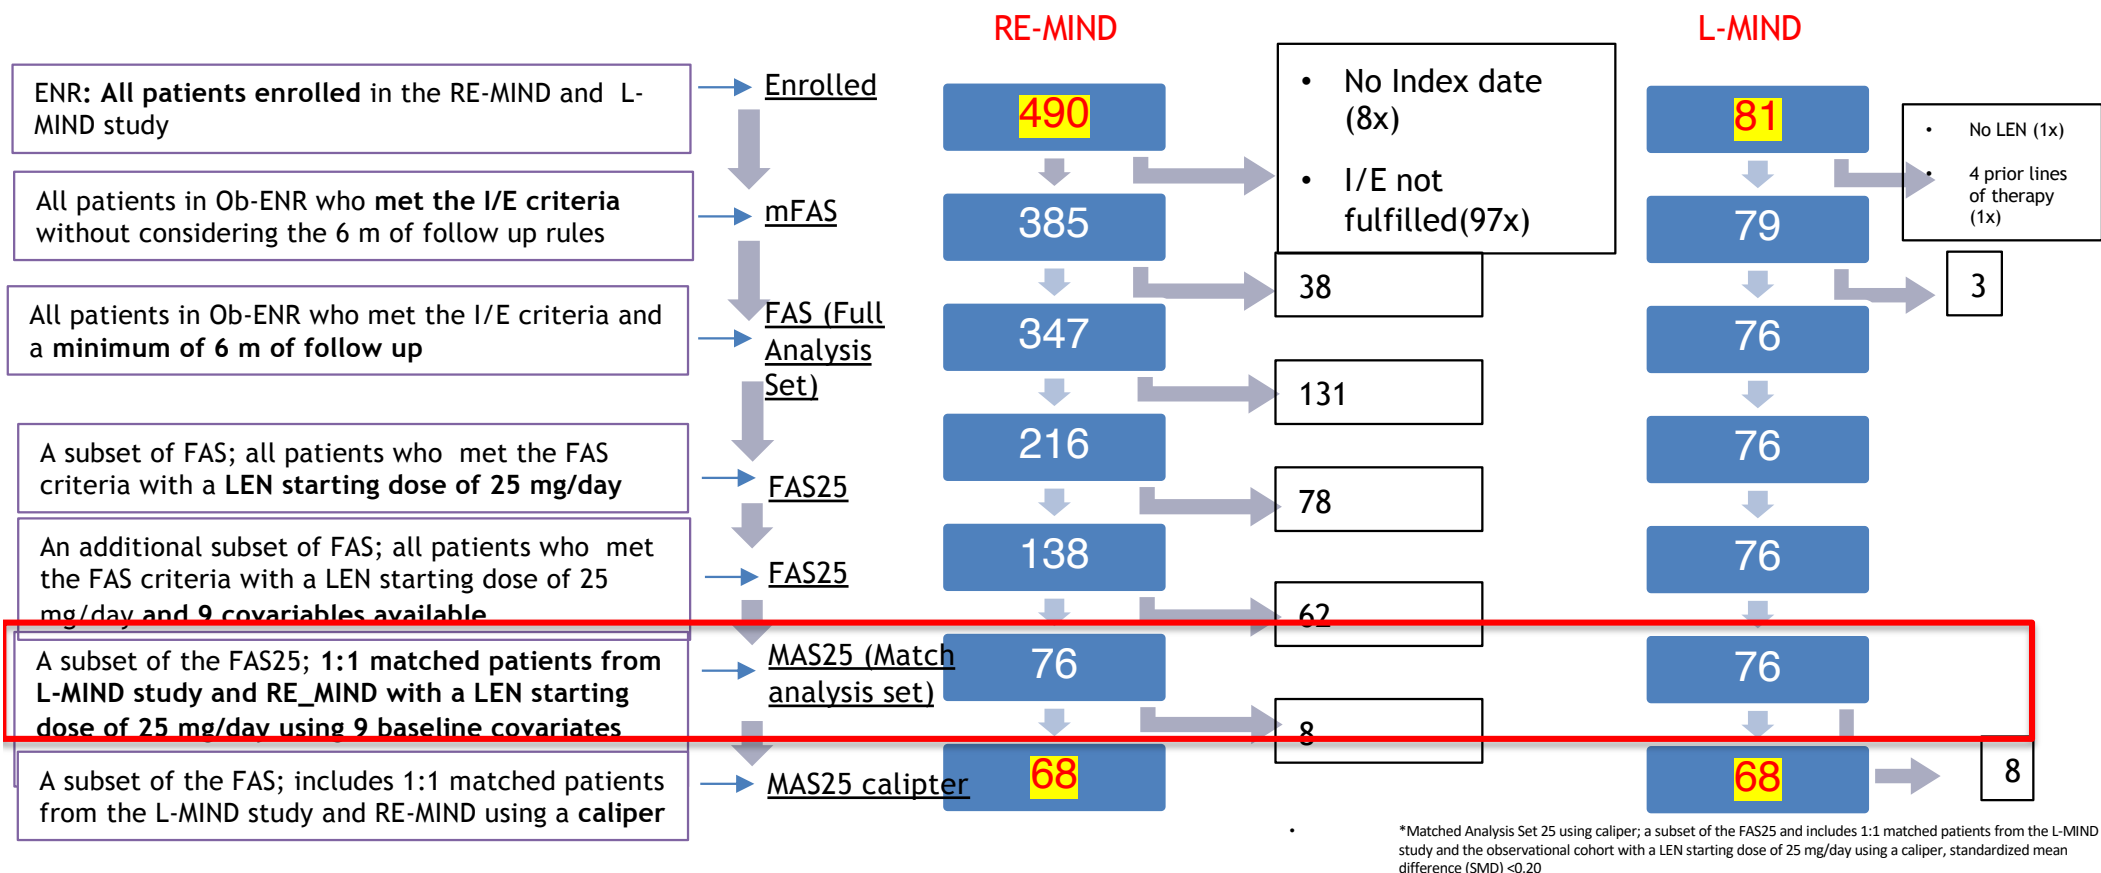 RE-MIND
L-MIND
ENR: All patients enrolled in the RE-MIND and L-
MIND study
Enrolled
490
• No Index date
(8x)
• I/E not
fulfilled(97x)
81
• No LEN (1x)
• 4 prior lines
of therapy
(1x)
All patients in Ob-ENR who met the I/E criteria
without considering the 6 m of follow up rules
mFAS
385
38
79
3
All patients in Ob-ENR who met the I/E criteria and
a minimum of 6 m of follow up
FAS (Full
Analysis
Set)
347
131
76
A subset of FAS; all patients who met the FAS
criteria with a LEN starting dose of 25 mg/day
FAS25
216
78
76
An additional subset of FAS; all patients who met
the FAS criteria with a LEN starting dose of 25
mg/day and 9 covariables available
FAS25
138
62
76
A subset of the FAS25; 1:1 matched patients from
L-MIND study and RE_MIND with a LEN starting
dose of 25 mg/day using 9 baseline covariates
MAS25 (Match
analysis set)
76
8
76
A subset of the FAS; includes 1:1 matched patients
from the L-MIND study and RE-MIND using a caliper
MAS25 calipter
68
68
8
• *Matched Analysis Set 25 using caliper; a subset of the FAS25 and includes 1:1 matched patients from the L-MIND
study and the observational cohort with a LEN starting dose of 25 mg/day using a caliper, standardized mean
difference (SMD) <0.20